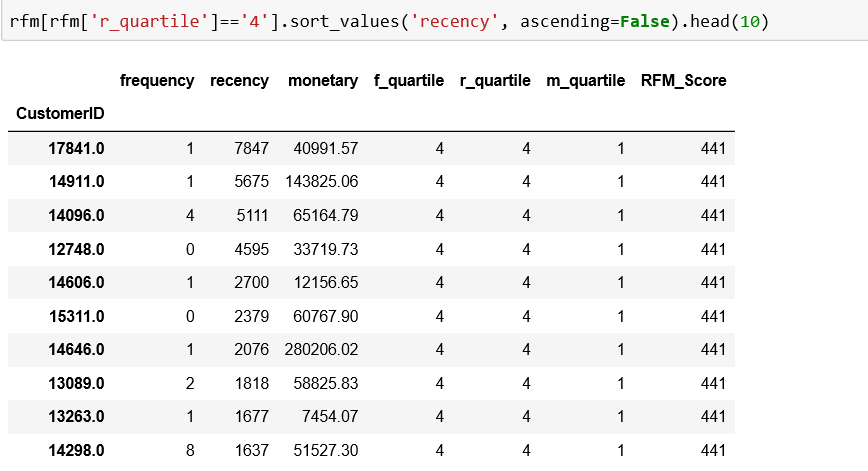 rfm[rfm['r_quartile']=='4'].sort_values('recency', ascending=False).head(10)
frequency recency monetary f_quartile r_quartile m_quartile RFM_Score
CustomerID
17841.0 1 7847 40991.57 4 4 1 441
14911.0 1 5675 143825.06 4 4 1 441
14096.0 4 5111 65164.79 4 4 1 441
12748.0 0 4595 33719.73 4 4 1 441
14606.0 1 2700 12156.65 4 4 1 441
15311.0 0 2379 60767.90 4 4 1 441
14646.0 1 2076 280206.02 4 4 1 441
13089.0 2 1818 58825.83 4 4 1 441
13263.0 1 1677 7454.07 4 4 1 441
14298.0 8 1637 51527.30 4 4 1 441